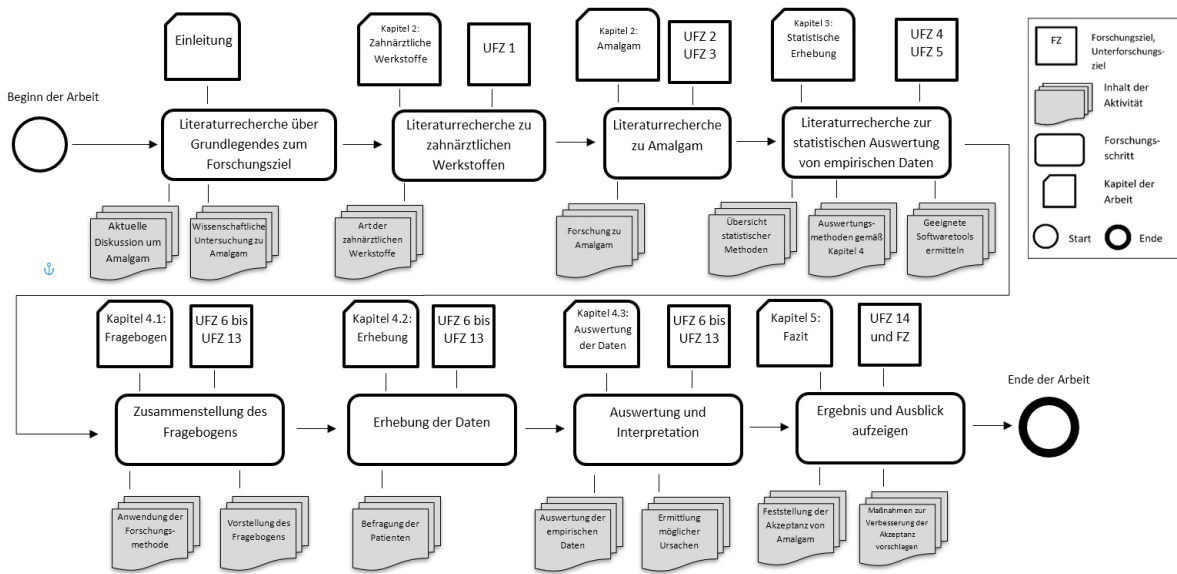 Beginn der Arbeit
Einleitung
Literaturrecherche über
Grundlegendes zum
Forschungsziel
Aktuelle
Diskussion um
Amalgam
Wissenschaftliche
Untersuchung zu
Amalgam
Kapitel 2:
Zahnärztliche
Werkstoffe
UFZ 1
Literaturrecherche zu
zahnärztlichen
Werkstoffen
Art der
zahnärztlichen
Werkstoffe
Kapitel 2:
Amalgam
UFZ 2
UFZ 3
Literaturrecherche
zu Amalgam
Forschung zu
Amalgam
Kapitel 3:
Statistische
Erhebung
UFZ 4
UFZ 5
Literaturrecherche zur
statistischen Auswertung
von empirischen Daten
Übersicht
statistischer
Methoden
Auswertungs-
methoden gemäß
Kapitel 4
Geeignete
Softwaretools
ermitteln
FZ
Forschungsziel,
Unterforschungs-
ziel
Inhalt der
Aktivität
Forschungs-
schritt
Kapitel der
Arbeit
Start
Ende
Kapitel 4.1:
Fragebogen
UFZ 6 bis
UFZ 13
Zusammenstellung des
Fragebogens
Anwendung der
Forschungs-
methode
Vorstellung des
Fragebogens
Kapitel 4.2:
Erhebung
UFZ 6 bis
UFZ 13
Erhebung der Daten
Befragung der
Patienten
Kapitel 4.3:
Auswertung
der Daten
UFZ 6 bis
UFZ 13
Auswertung und
Interpretation
Auswertung der
empirischen
Daten
Ermittlung
möglicher
Ursachen
Kapitel 5:
Fazit
UFZ 14
und FZ
Ergebnis und Ausblick
aufzeigen
Feststellung der
Akzeptanz von
Amalgam
Maßnahmen zur
Verbesserung der
Akzeptanz
vorschlagen
Ende der Arbeit